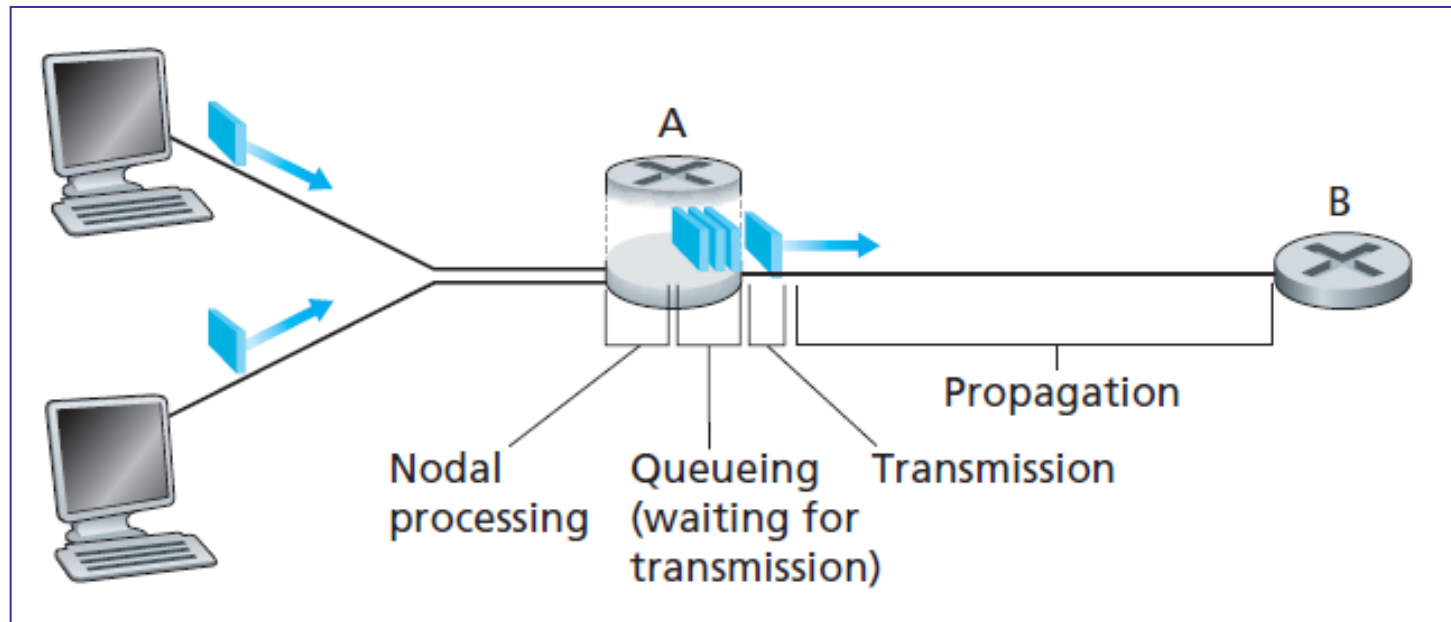 A
B
Propagation
Nodal
processing
Queueing
(waiting for
transmission)
Transmission